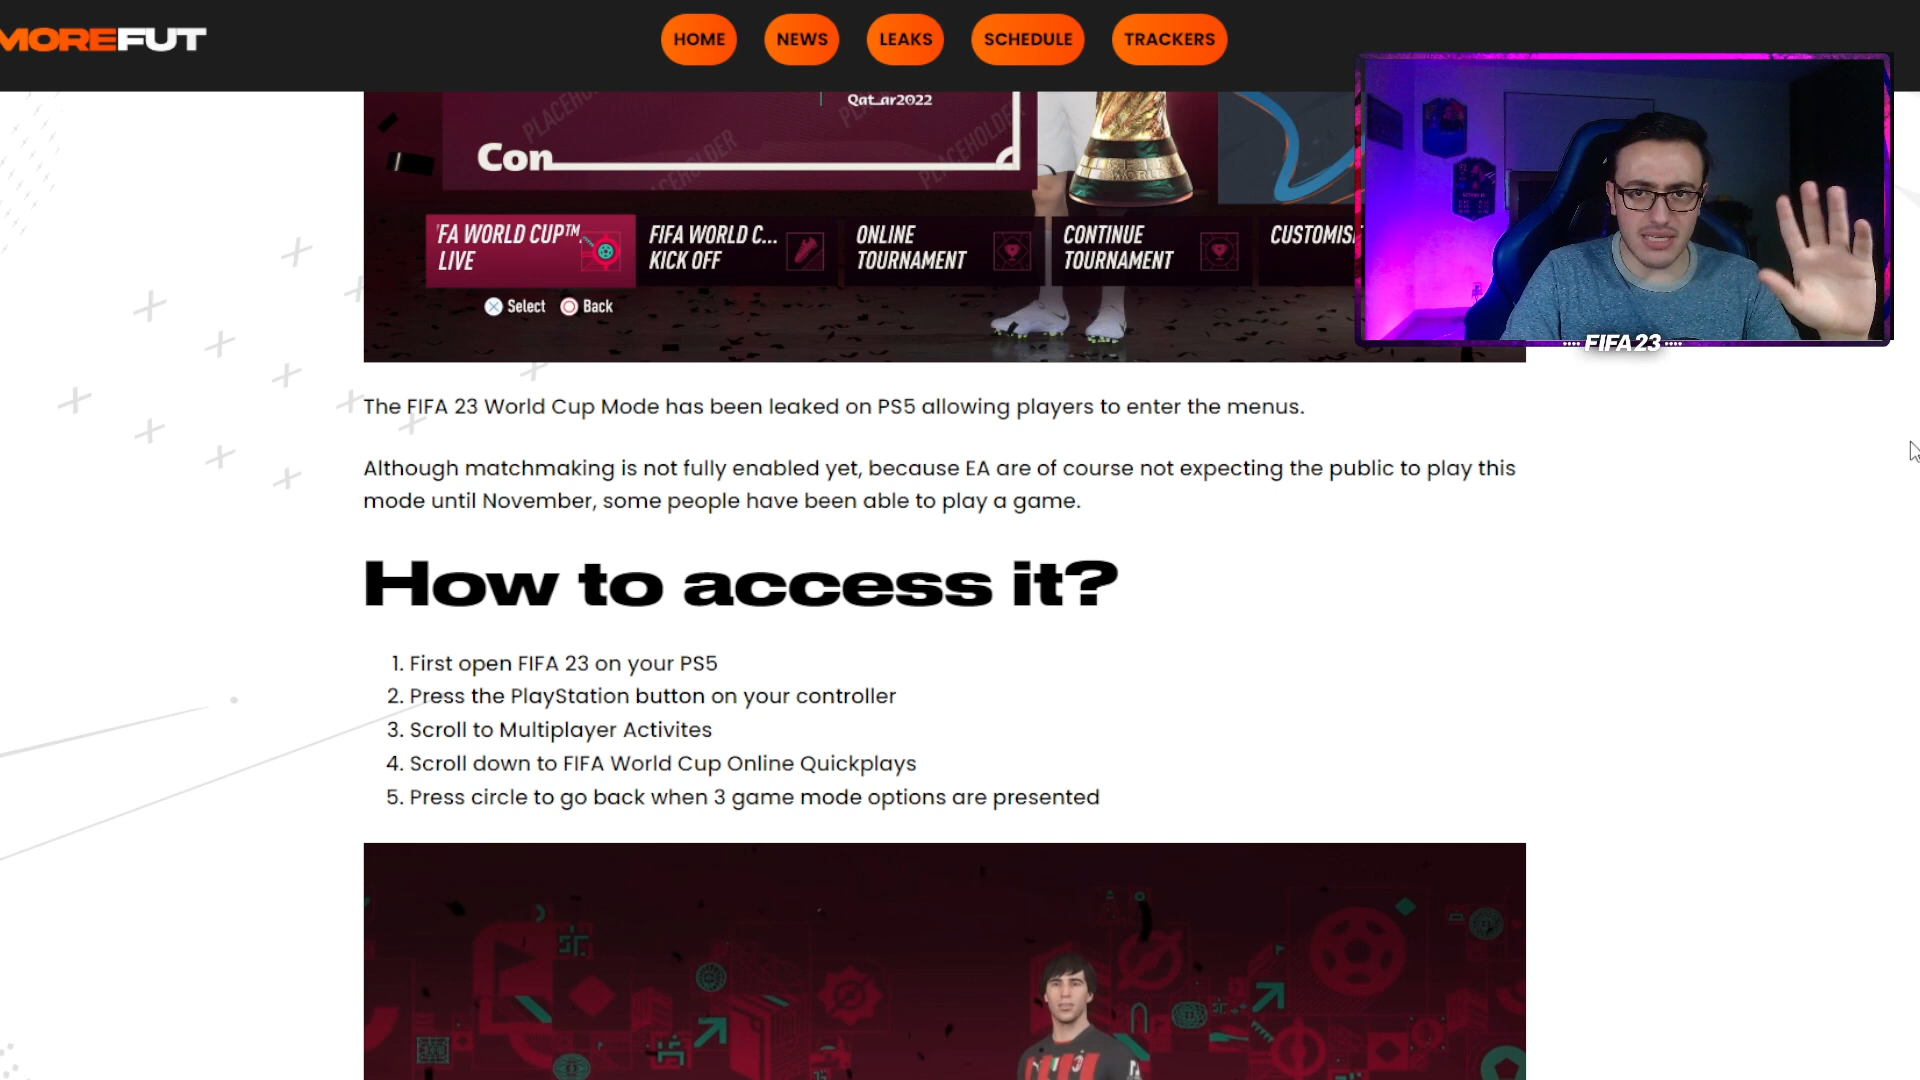 MOREFUT
HOME NEWS LEAKS SCHEDULE TRACKERS
Qatar2022
PLACEHOLDER
PLACEHOLDER
Con
'FA WORLD CUP™
LIVE
FIFA WORLD C...
KICK OFF
ONLINE
TOURNAMENT
CONTINUE
TOURNAMENT
CUSTOMIS
Select Back
FIFA 23
The FIFA 23 World Cup Mode has been leaked on PS5 allowing players to enter the menus.
Although matchmaking is not fully enabled yet, because EA are of course not expecting the public to play this
mode until November, some people have been able to play a game.
How to access it?
1. First open FIFA 23 on your PS5
2. Press the PlayStation button on your controller
3. Scroll to Multiplayer Activites
4. Scroll down to FIFA World Cup Online Quickplays
5. Press circle to go back when 3 game mode options are presented